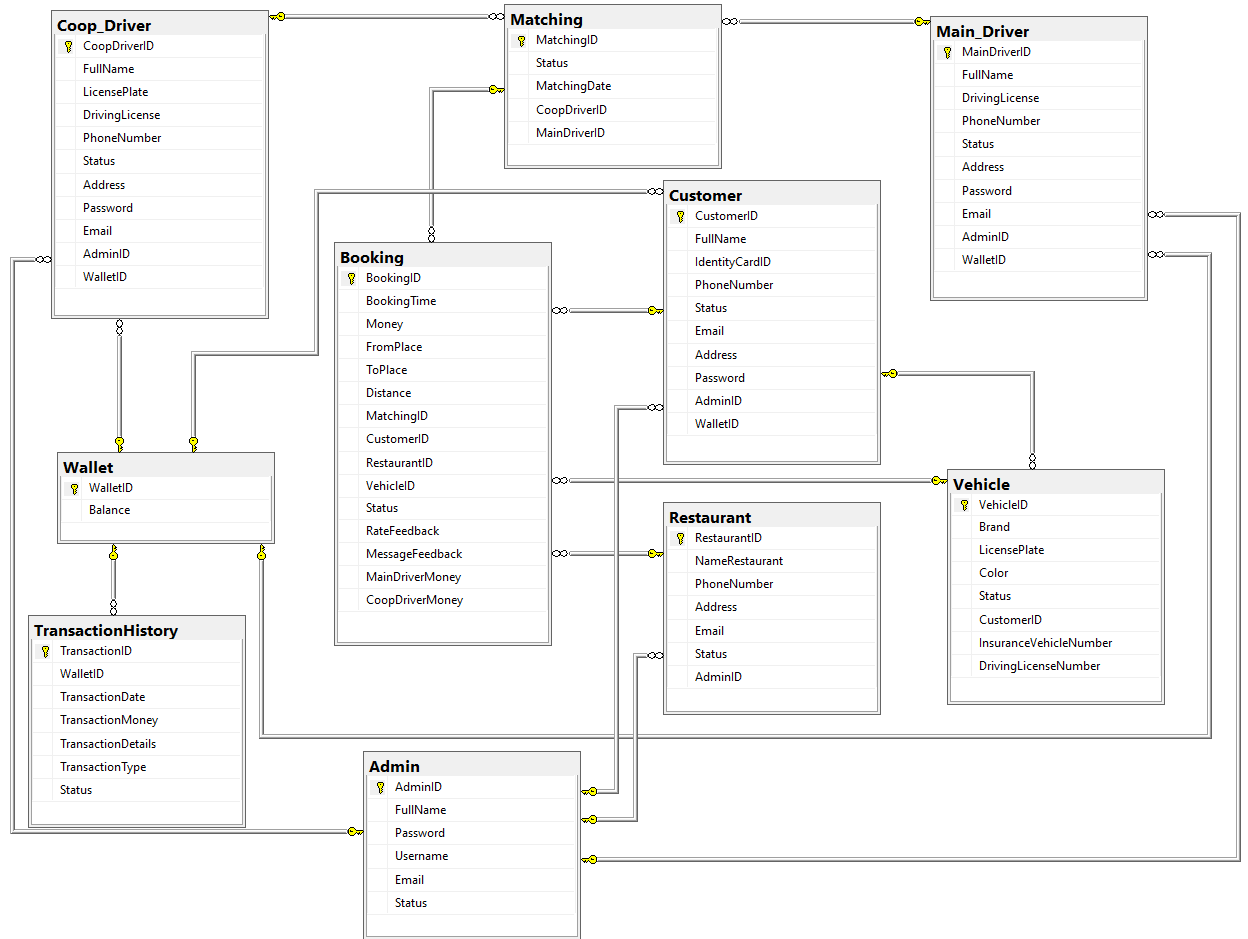 Coop_Driver
CoopDriverID
FullName
LicensePlate
DrivingLicense
PhoneNumber
Status
Address
Password
Email
AdminID
WalletID
Matching
MatchingID
Status
MatchingDate
CoopDriverID
MainDriverID
Main_Driver
MainDriverID
FullName
DrivingLicense
PhoneNumber
Status
Address
Password
Email
AdminID
WalletID
Customer
CustomerID
FullName
IdentityCardID
PhoneNumber
Status
Email
Address
Password
AdminID
WalletID
Booking
BookingID
BookingTime
Money
FromPlace
ToPlace
Distance
MatchingID
CustomerID
RestaurantID
VehicleID
Status
RateFeedback
MessageFeedback
MainDriverMoney
CoopDriverMoney
Wallet
WalletID
Balance
Vehicle
VehicleID
Brand
LicensePlate
Color
Status
CustomerID
InsuranceVehicleNumber
DrivingLicenseNumber
Restaurant
RestaurantID
NameRestaurant
PhoneNumber
Address
Email
Status
AdminID
TransactionHistory
TransactionID
WalletID
TransactionDate
TransactionMoney
TransactionDetails
TransactionType
Status
Admin
AdminID
FullName
Password
Username
Email
Status